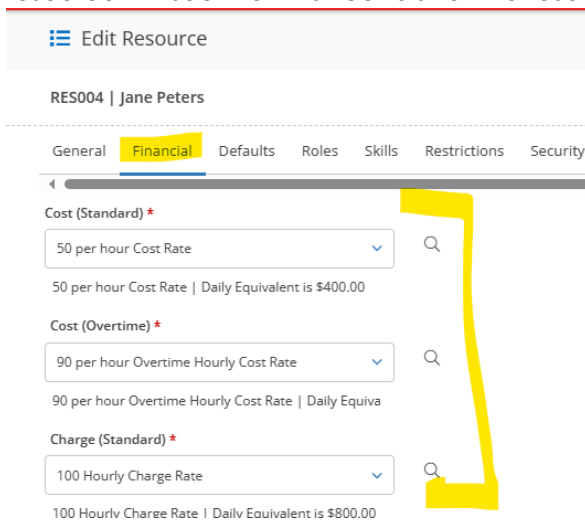 Edit Resource
RES004 | Jane Peters
General Financial Defaults Roles Skills Restrictions Security
Cost (Standard) *
50 per hour Cost Rate
50 per hour Cost Rate | Daily Equivalent is $400.00
Cost (Overtime) *
90 per hour Overtime Hourly Cost Rate
90 per hour Overtime Hourly Cost Rate | Daily Equiva
Charge (Standard) *
100 Hourly Charge Rate
100 Hourly Charge Rate | Daily Equivalent is $800.00